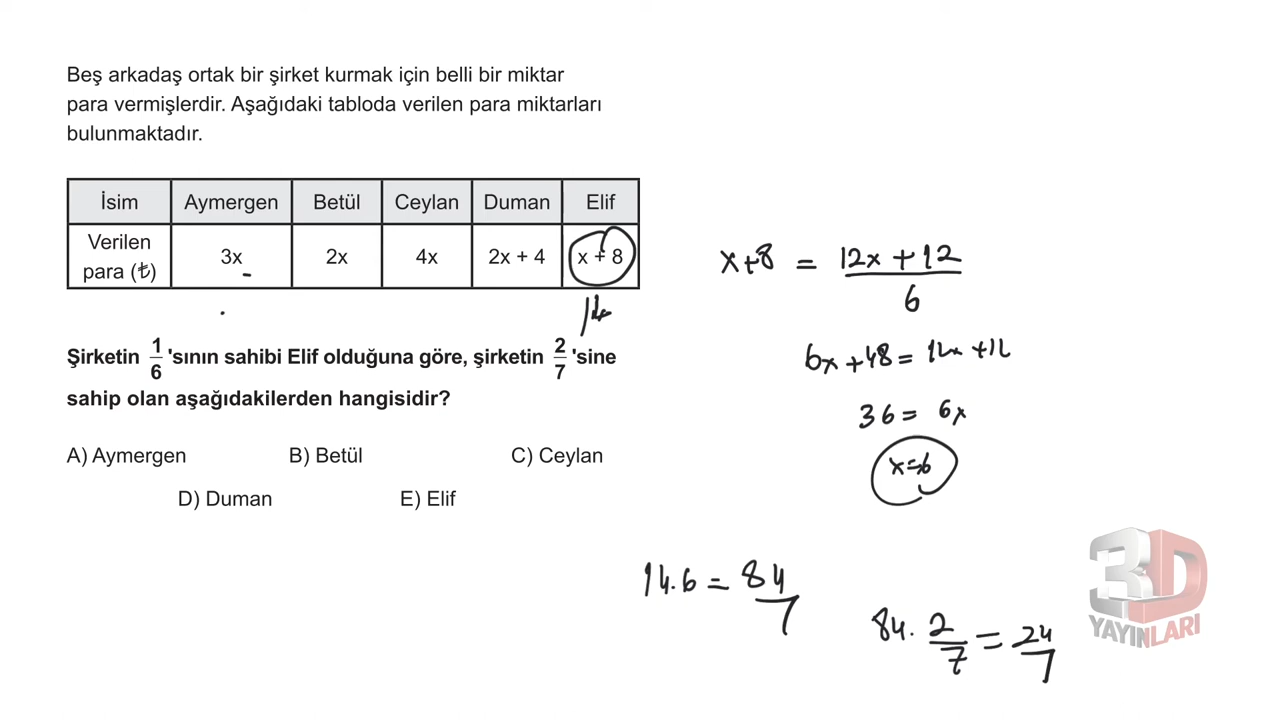 Beş arkadaş ortak bir şirket kurmak için belli bir miktar
para vermişlerdir. Aşağıdaki tabloda verilen para miktarları
bulunmaktadır.
İsim Aymergen Betül Ceylan Duman Elif
Verilen para (₺) 3x 2x 4x 2x + 4 x + 8
14
Şirketin 1/6 'sının sahibi Elif olduğuna göre, şirketin 2/7 'sine
sahip olan aşağıdakilerden hangisidir?
A) Aymergen B) Betül C) Ceylan
D) Duman E) Elif
x+8 = 12x + 12 / 6
6x + 48 = 12x + 12
36 = 6x
x=6
14.6 = 84 / 7
84 . 2/7 = 24 / 7
3D
YAYINLARI